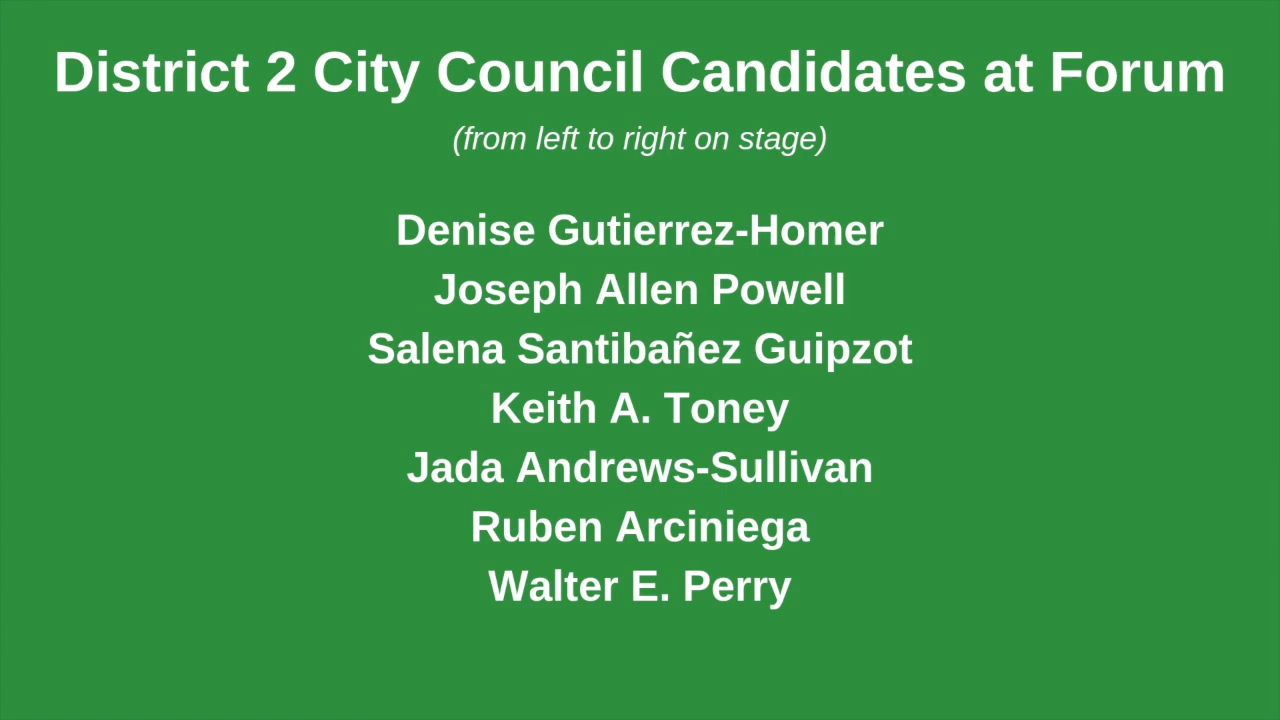 District 2 City Council Candidates at Forum
(from left to right on stage)
Denise Gutierrez-Homer
Joseph Allen Powell
Salena Santibañez Guipzot
Keith A. Toney
Jada Andrews-Sullivan
Ruben Arciniega
Walter E. Perry